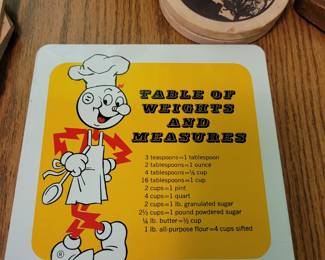 TABLE OF
WEIGHTS
AND
MEASURES
3 teaspoons=1 tablespoon
2 tablespoons=1 ounce
4 tablespoons=¼ cup
16 tablespoons=1 cup
2 cups=1 pint
4 cups=1 quart
2 cups=1 lb. granulated sugar
2½ cups=1 pound powdered sugar
¼ lb. butter=½ cup
1 lb. all-purpose flour=4 cups sifted
®